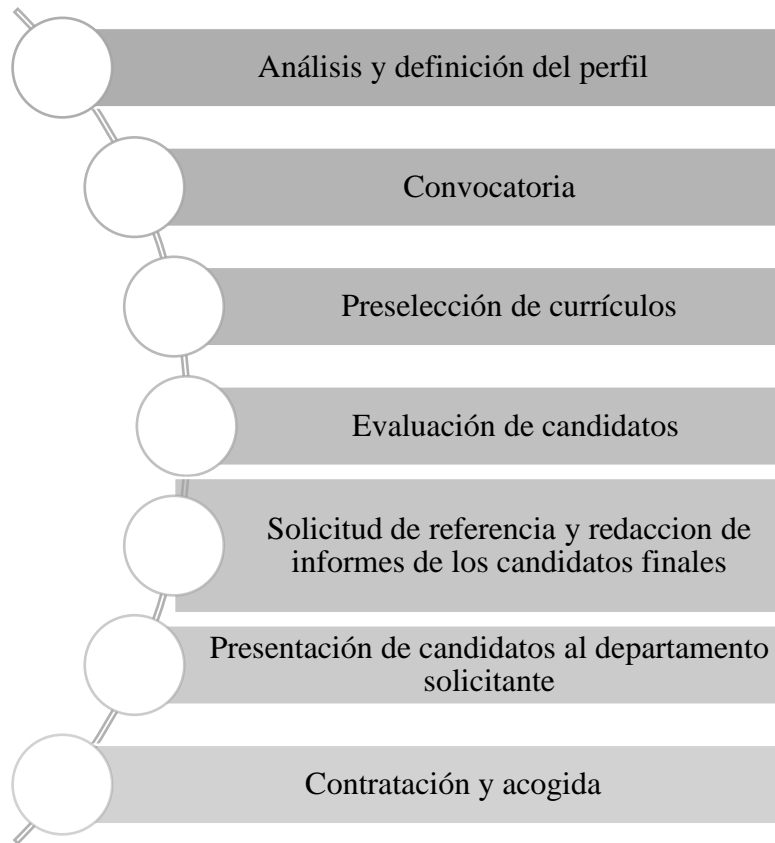 Análisis y definición del perfil
Convocatoria
Preselección de currículos
Evaluación de candidatos
Solicitud de referencia y redaccion de
informes de los candidatos finales
Presentación de candidatos al departamento
solicitante
Contratación y acogida